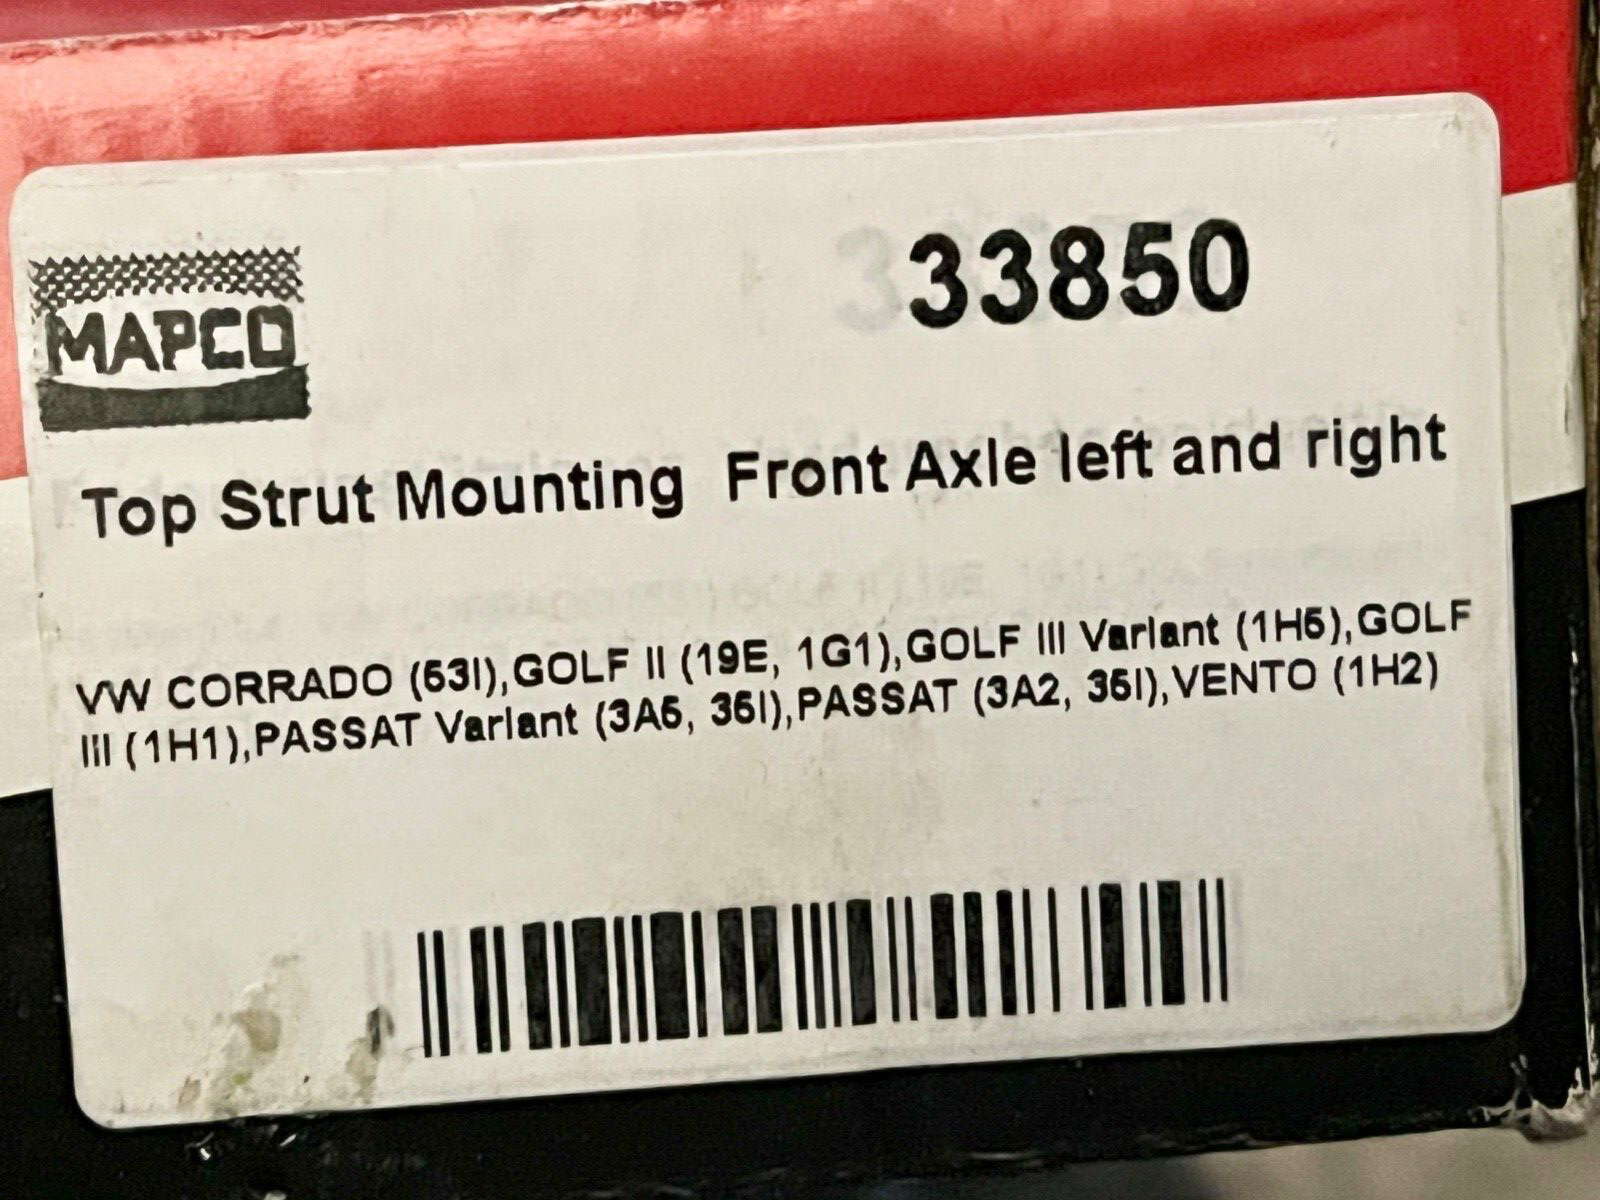 MAPCO
33850
Top Strut Mounting Front Axle left and right
VW CORRADO (53I),GOLF II (19E, 1G1),GOLF III Variant (1H5),GOLF
III (1H1),PASSAT Variant (3A5, 35I),PASSAT (3A2, 35I),VENTO (1H2)